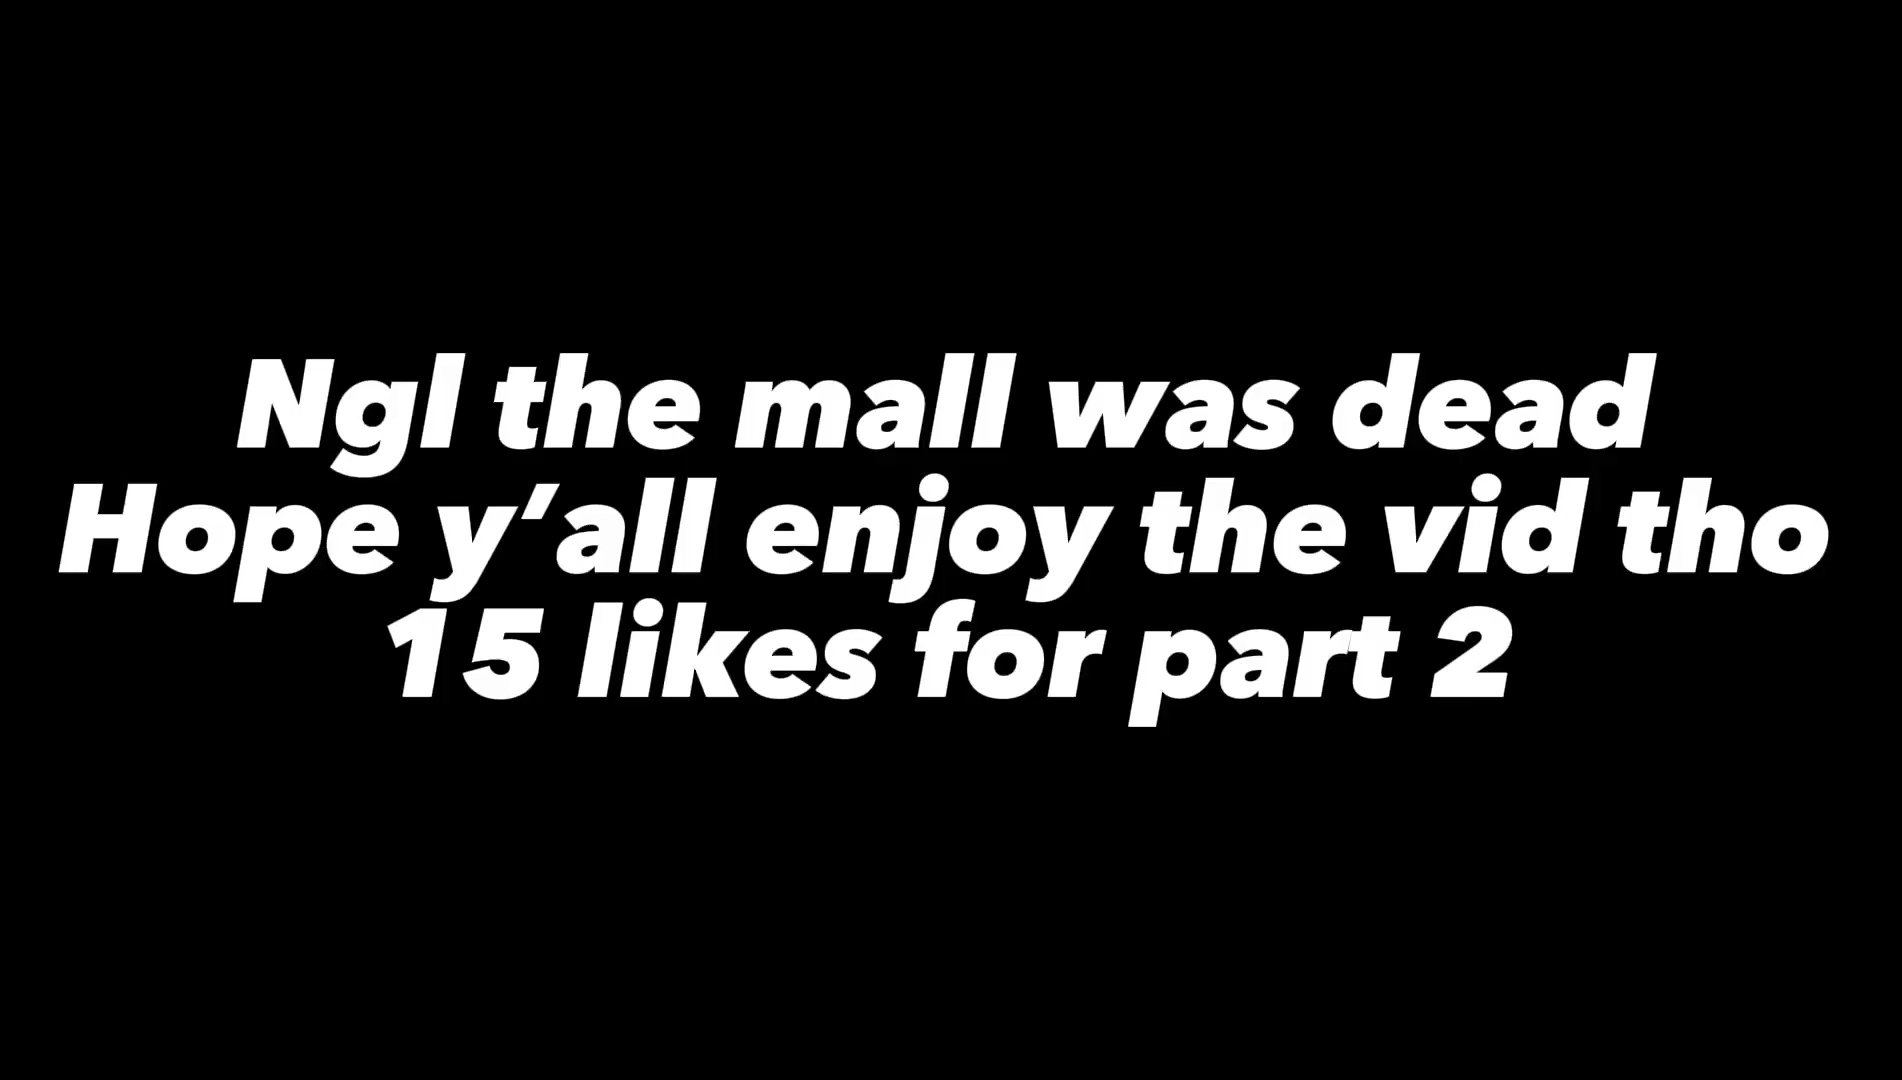 Ngl the mall was dead
Hope y’all enjoy the vid tho
15 likes for part 2